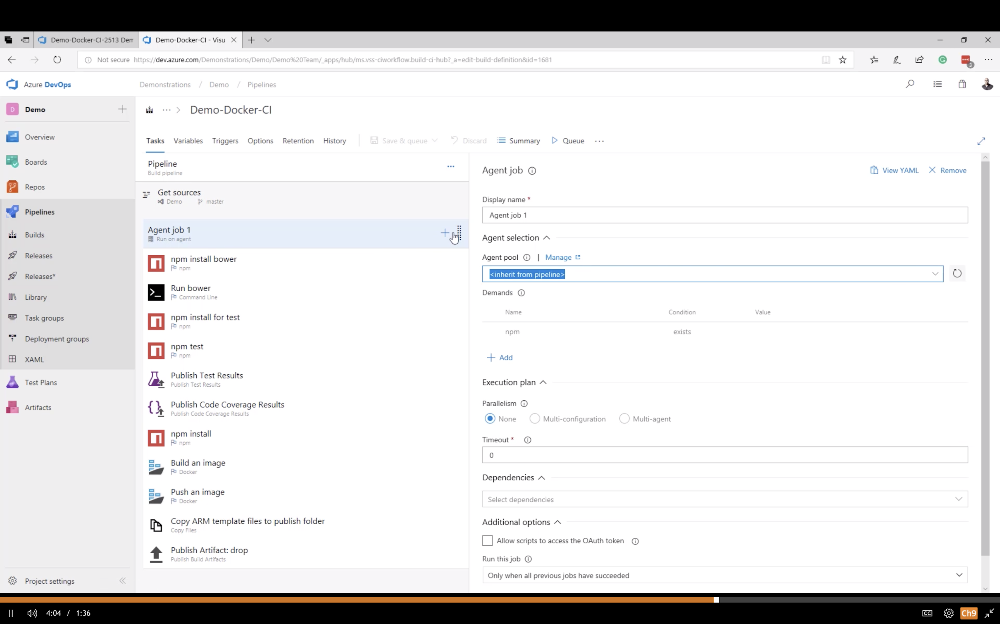 Demo-Docker-CI-2513 Dem
Demo-Docker-CI - Visu
Not secure https://dev.azure.com/Demonstrations/Demo/Demo%20Team/_apps/hub/ms.vss-ciworkflow.build-ci-hub?_a=edit-build-definition&id=1681
3
Azure DevOps
Demonstrations / Demo / Pipelines
D Demo
Overview
Boards
Repos
Pipelines
Builds
Releases
Releases*
Library
Task groups
Deployment groups
XAML
Test Plans
Artifacts
Project settings
... > Demo-Docker-CI
Tasks Variables Triggers Options Retention History Save & queue Discard Summary Queue ...
Pipeline
Build pipeline
...
Get sources
Demo master
Agent job 1
Run on agent
npm install bower
npm
Run bower
Command Line
npm install for test
npm
npm test
npm
Publish Test Results
Publish Test Results
Publish Code Coverage Results
Publish Code Coverage Results
npm install
npm
Build an image
Docker
Push an image
Docker
Copy ARM template files to publish folder
Copy Files
Publish Artifact: drop
Publish Build Artifacts
Agent job
View YAML Remove
Display name *
Agent job 1
Agent selection
Agent pool | Manage
<inherit from pipeline>
Demands
Name Condition Value
npm exists
+ Add
Execution plan
Parallelism
None Multi-configuration Multi-agent
Timeout *
0
Dependencies
Select dependencies
Additional options
Allow scripts to access the OAuth token
Run this job
Only when all previous jobs have succeeded
4:04 / 1:36
CC
Ch9